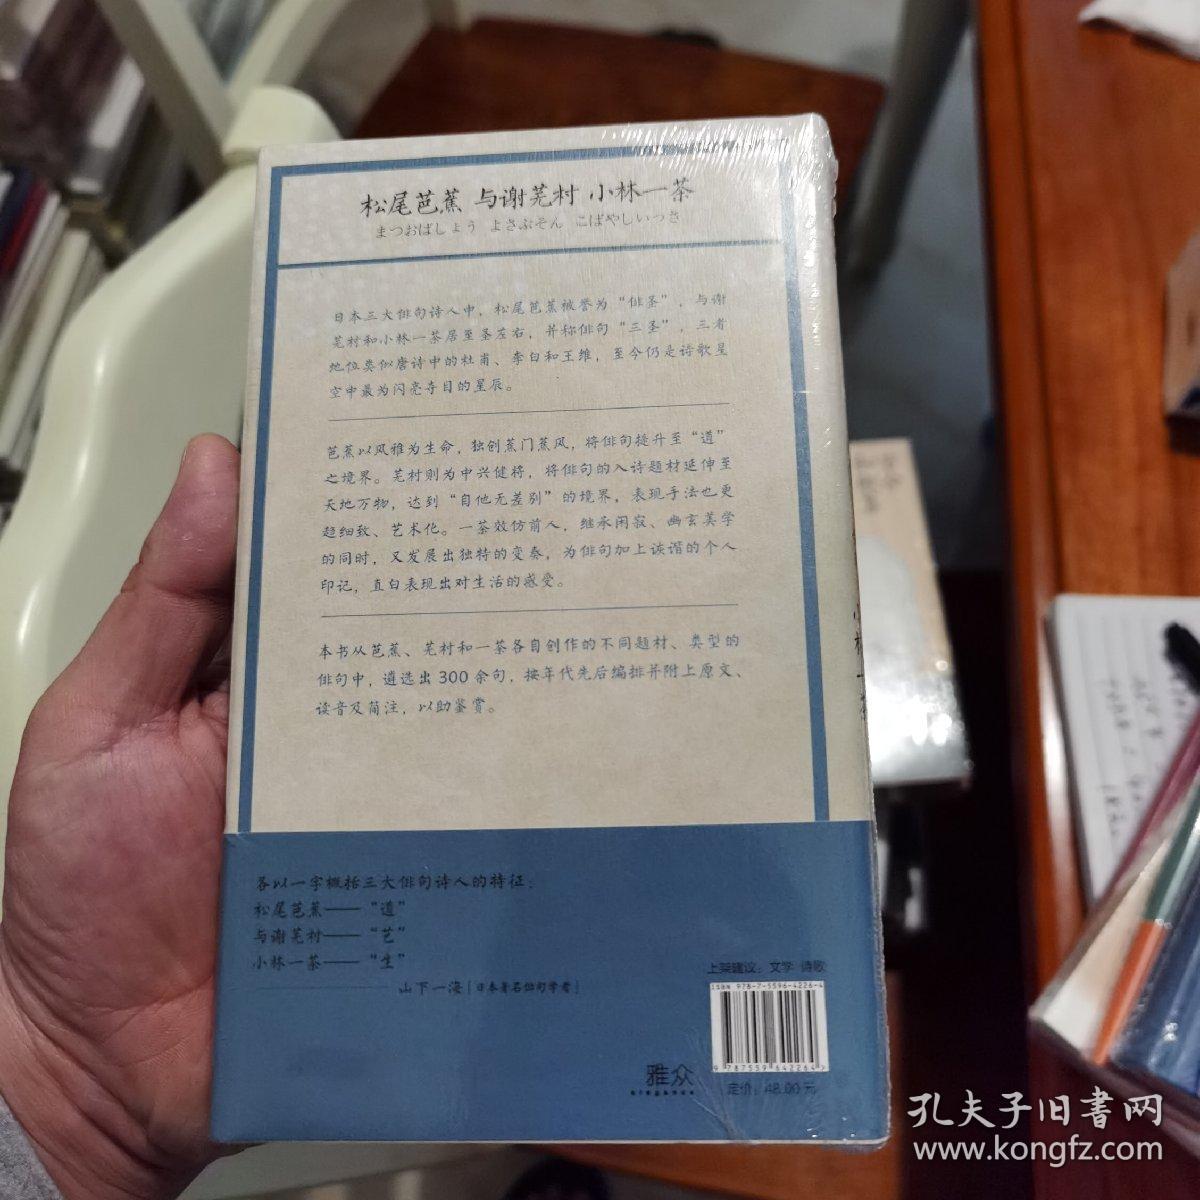 松尾芭蕉 与谢芜村 小林一茶
まつおばしょう よさぶそん こばやしいっさ
日本三大俳句诗人中，松尾芭蕉被誉为“俳圣”，与谢
芜村和小林一茶居至圣左右，并称俳句“三圣”，三者
地位类似唐诗中的杜甫、李白和王维，至今仍是诗歌星
空中最为闪亮夺目的星辰。
芭蕉以风雅为生命，独创蕉门蕉风，将俳句提升至“道”
之境界。芜村则为中兴健将，将俳句的入诗题材延伸至
天地万物，达到“自他无差别”的境界，表现手法也更
趋细致、艺术化。一茶效仿前人，继承闲寂、幽玄美学
的同时，又发展出独特的变奏，为俳句加上诙谐的个人
印记，直白表现出对生活的感受。
本书从芭蕉、芜村和一茶各自创作的不同题材、类型的
俳句中，遴选出 300 余句，按年代先后编排并附上原文、
读音及简注，以助鉴赏。
各以一字概括三大俳句诗人的特征：
松尾芭蕉——“道”
与谢芜村——“艺”
小林一茶——“生”
——山下一海［日本著名俳句学者］
上架建议：文学 诗歌
ISBN 978-7-5596-4226-4
9 787559 642264 >
定价：48.00 元
雅众
孔夫子旧书网
www.kongfz.com